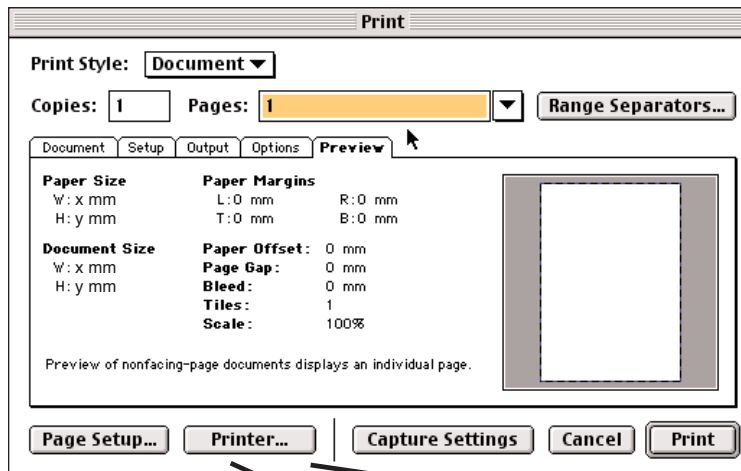 Print
Print Style: Document
Copies: 1 Pages: 1 Range Separators...
Document Setup Output Options Preview
Paper Size Paper Margins
W: x mm L:0 mm R:0 mm
H: y mm T:0 mm B:0 mm
Document Size Paper Offset: 0 mm
W: x mm Page Gap: 0 mm
H: y mm Bleed: 0 mm
Tiles: 1
Scale: 100%
Preview of nonfacing-page documents displays an individual page.
Page Setup... Printer... Capture Settings Cancel Print